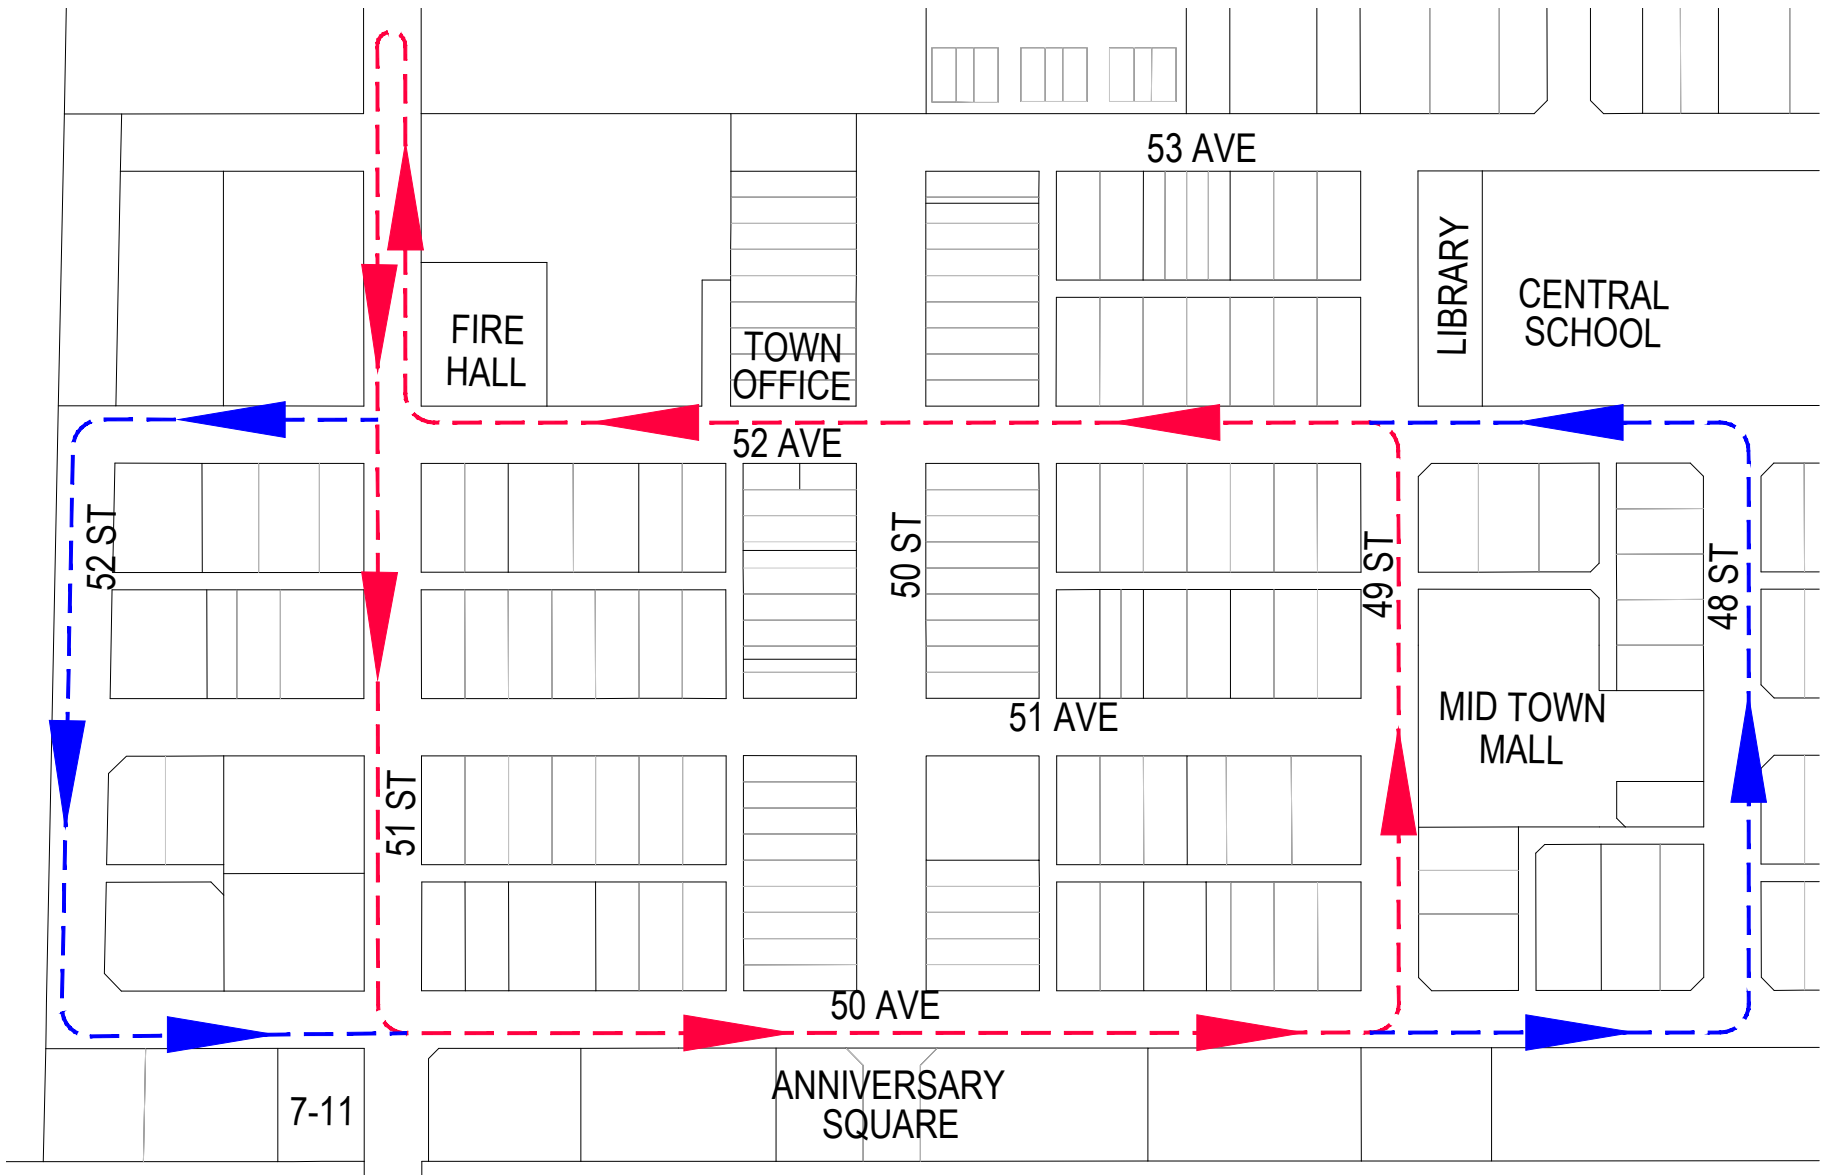 53 AVE
LIBRARY
CENTRAL
SCHOOL
FIRE
HALL
TOWN
OFFICE
52 AVE
52 ST
50 ST
49 ST
48 ST
51 AVE
MID TOWN
MALL
51 ST
50 AVE
7-11
ANNIVERSARY
SQUARE